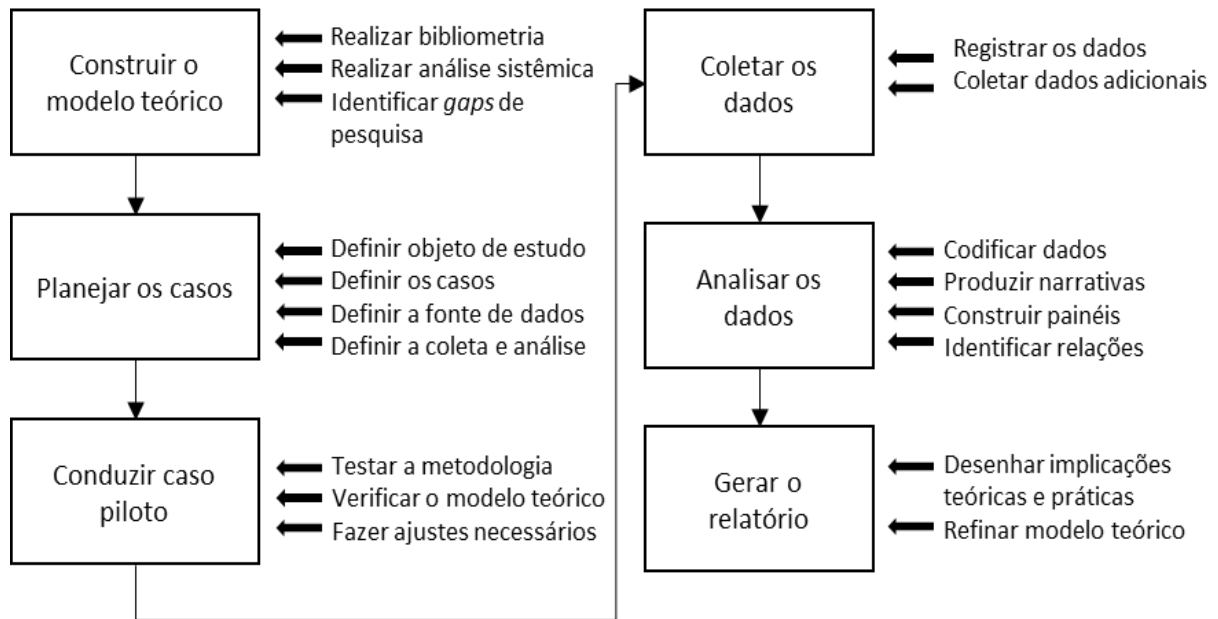 Construir o
modelo teórico
Realizar bibliometria
Realizar análise sistêmica
Identificar gaps de
pesquisa
Planejar os casos
Definir objeto de estudo
Definir os casos
Definir a fonte de dados
Definir a coleta e análise
Conduzir caso
piloto
Testar a metodologia
Verificar o modelo teórico
Fazer ajustes necessários
Coletar os
dados
Registrar os dados
Coletar dados adicionais
Analisar os
dados
Codificar dados
Produzir narrativas
Construir painéis
Identificar relações
Gerar o
relatório
Desenhar implicações
teóricas e práticas
Refinar modelo teórico